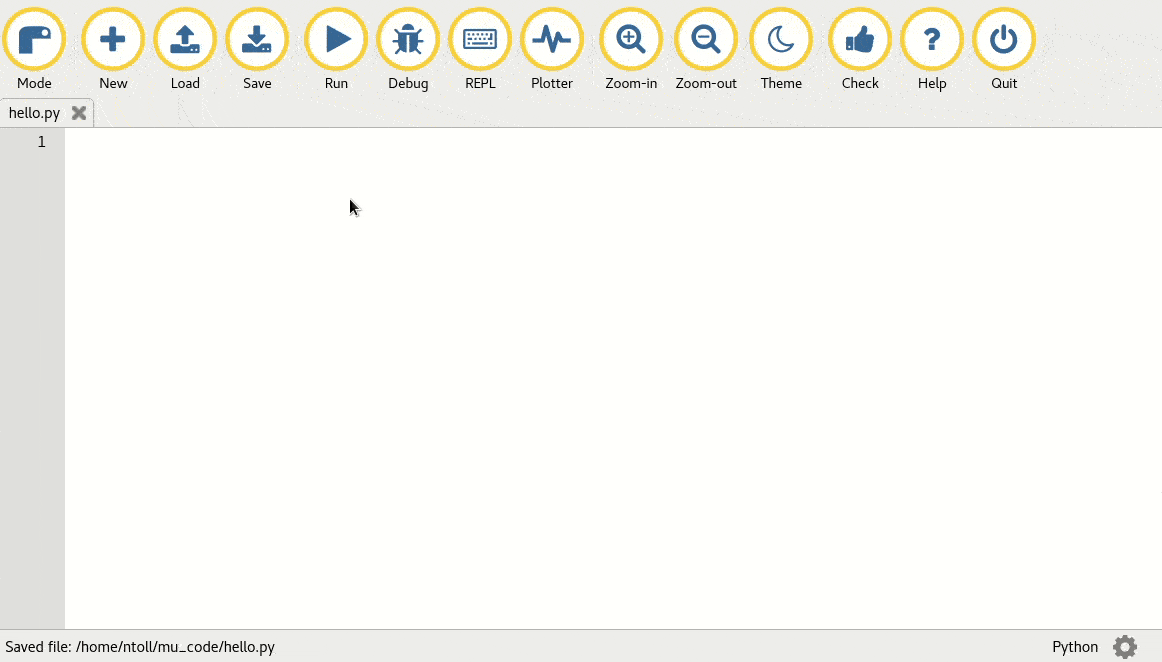 Mode New Load Save Run Debug REPL Plotter Zoom-in Zoom-out Theme Check Help Quit
hello.py
1
Saved file: /home/ntoll/mu_code/hello.py Python